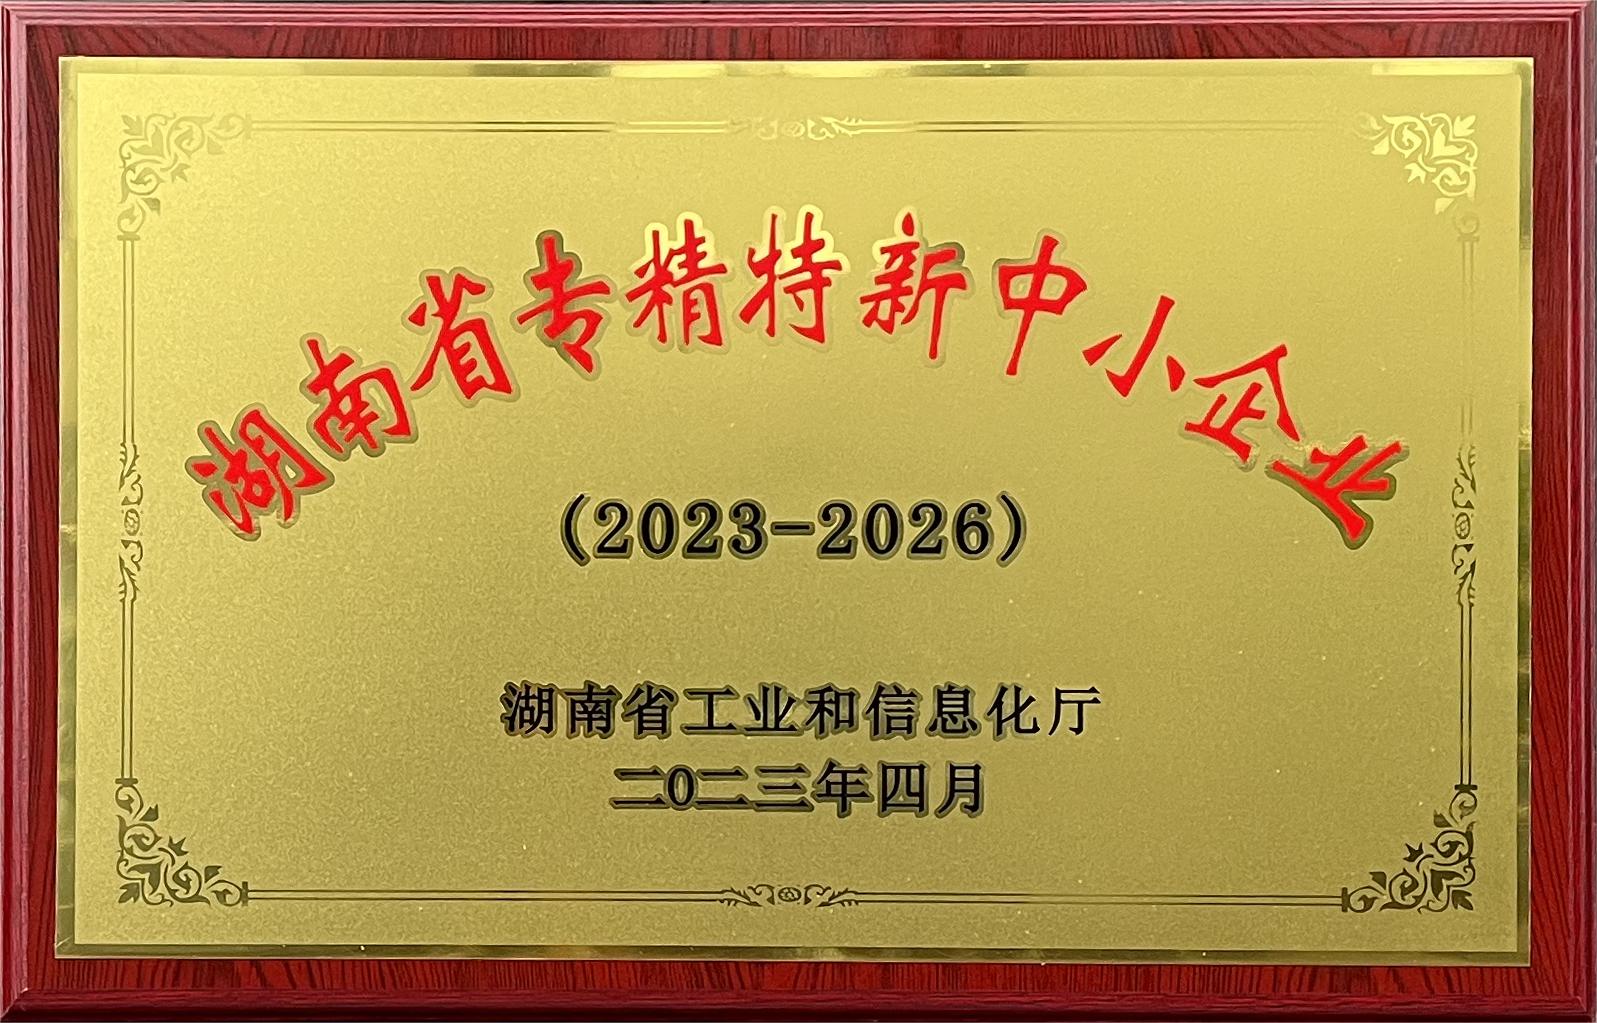 湖南省专精特新中小企业
(2023-2026)
湖南省工业和信息化厅
二0二三年四月